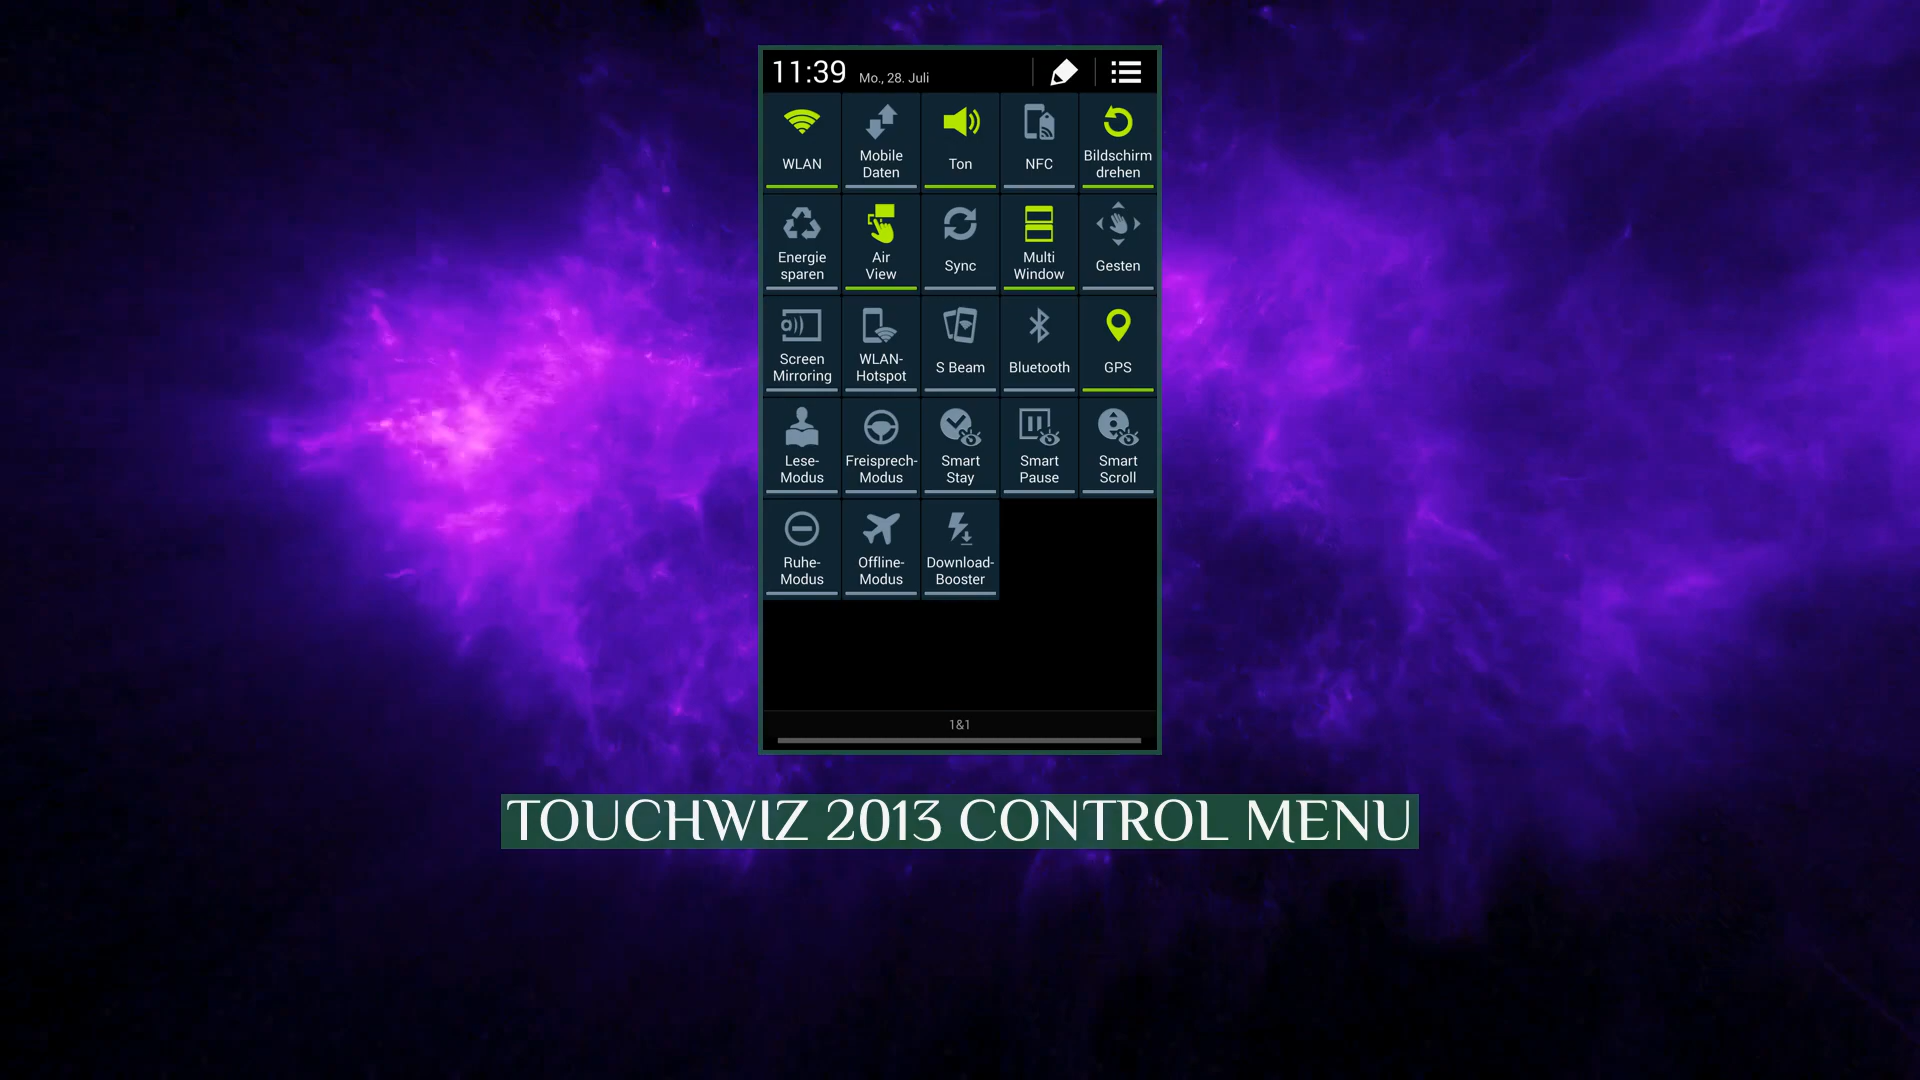 11:39 Mo., 28. Juli
WLAN
Mobile
Daten
Ton
NFC
Bildschirm
drehen
Energie
sparen
Air
View
Sync
Multi
Window
Gesten
Screen
Mirroring
WLAN-
Hotspot
S Beam
Bluetooth
GPS
Lese-
Modus
Freisprech-
Modus
Smart
Stay
Smart
Pause
Smart
Scroll
Ruhe-
Modus
Offline-
Modus
Download-
Booster
1&1
TOUCHWIZ 2013 CONTROL MENU